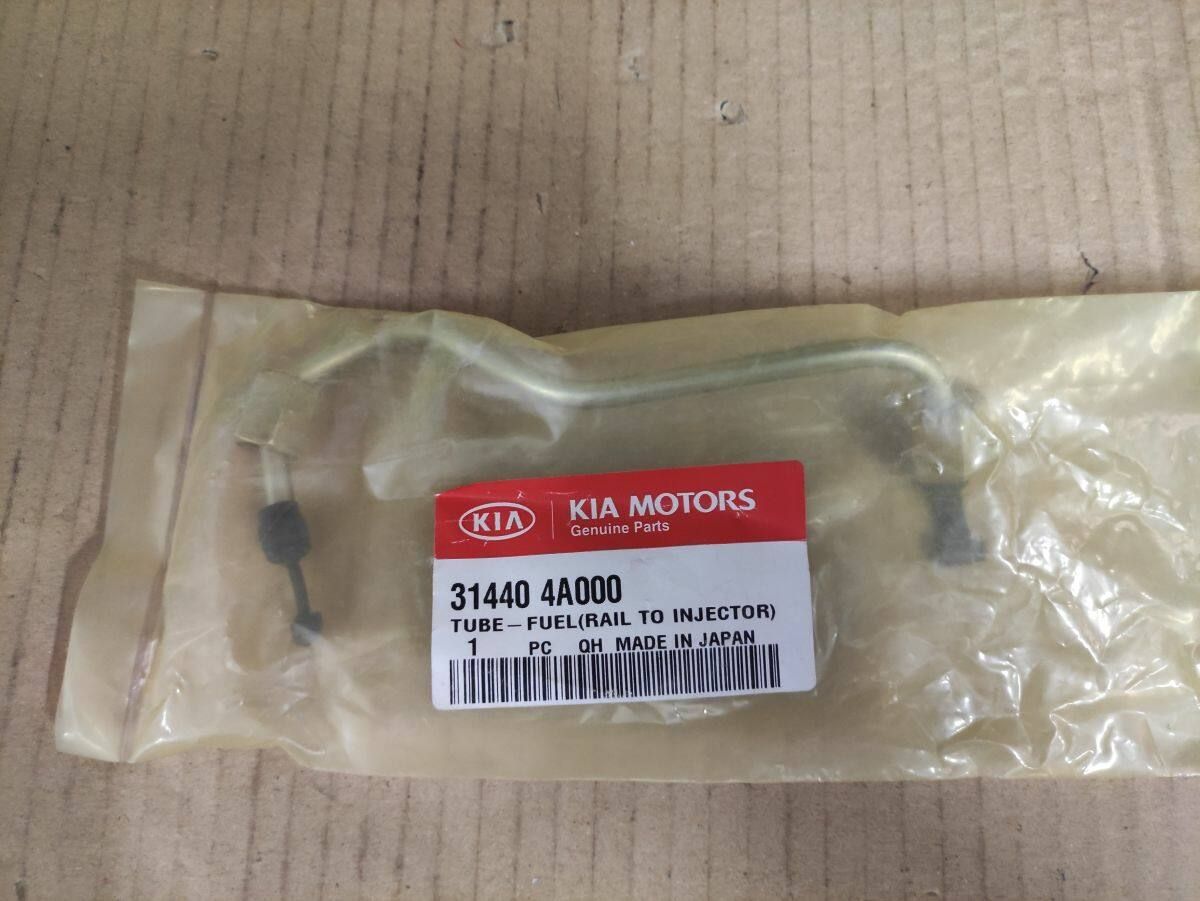 KIA KIA MOTORS
Genuine Parts
31440 4A000
TUBE-FUEL(RAIL TO INJECTOR)
1 PC QH MADE IN JAPAN